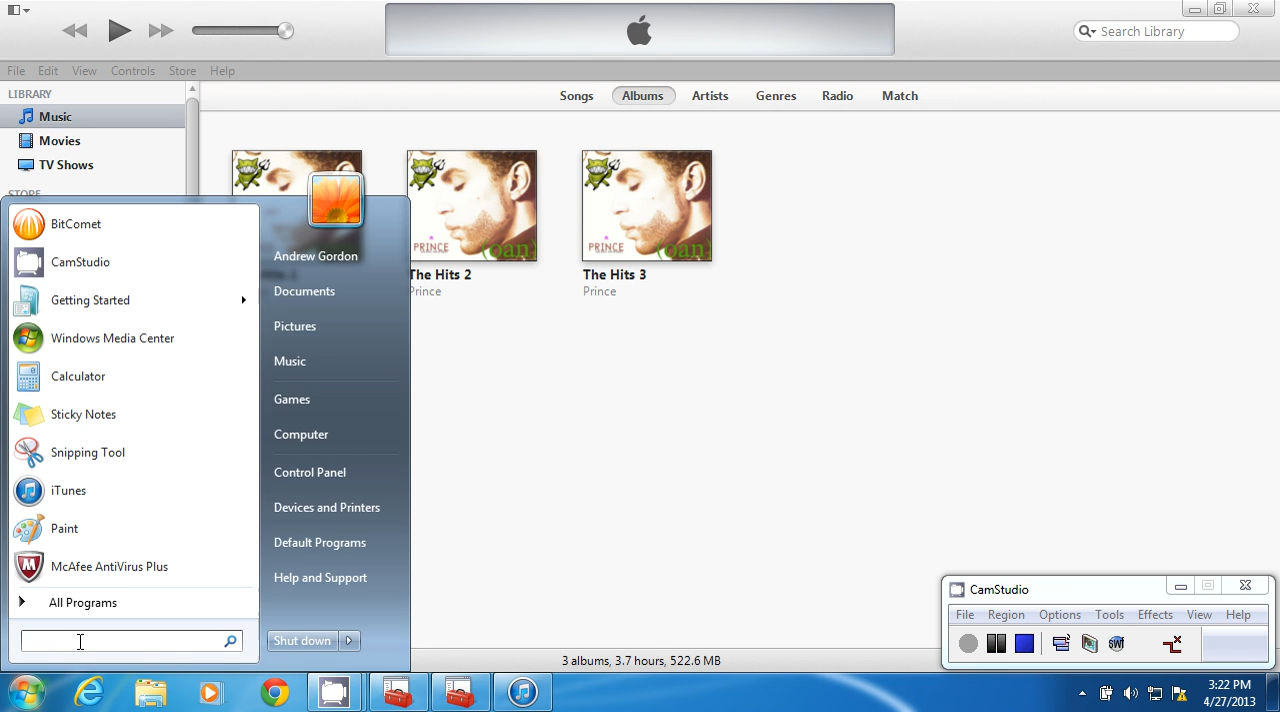 Search Library
File Edit View Controls Store Help
LIBRARY
Music
Movies
TV Shows
STORE
Songs Albums Artists Genres Radio Match
PRINCE (oan)
PRINCE (oan)
The Hits 2
Prince
The Hits 3
Prince
BitComet
CamStudio
Getting Started
Windows Media Center
Calculator
Sticky Notes
Snipping Tool
iTunes
Paint
McAfee AntiVirus Plus
All Programs
Andrew Gordon
Documents
Pictures
Music
Games
Computer
Control Panel
Devices and Printers
Default Programs
Help and Support
Shut down
3 albums, 3.7 hours, 522.6 MB
CamStudio
File Region Options Tools Effects View Help
SWF
3:22 PM
4/27/2013